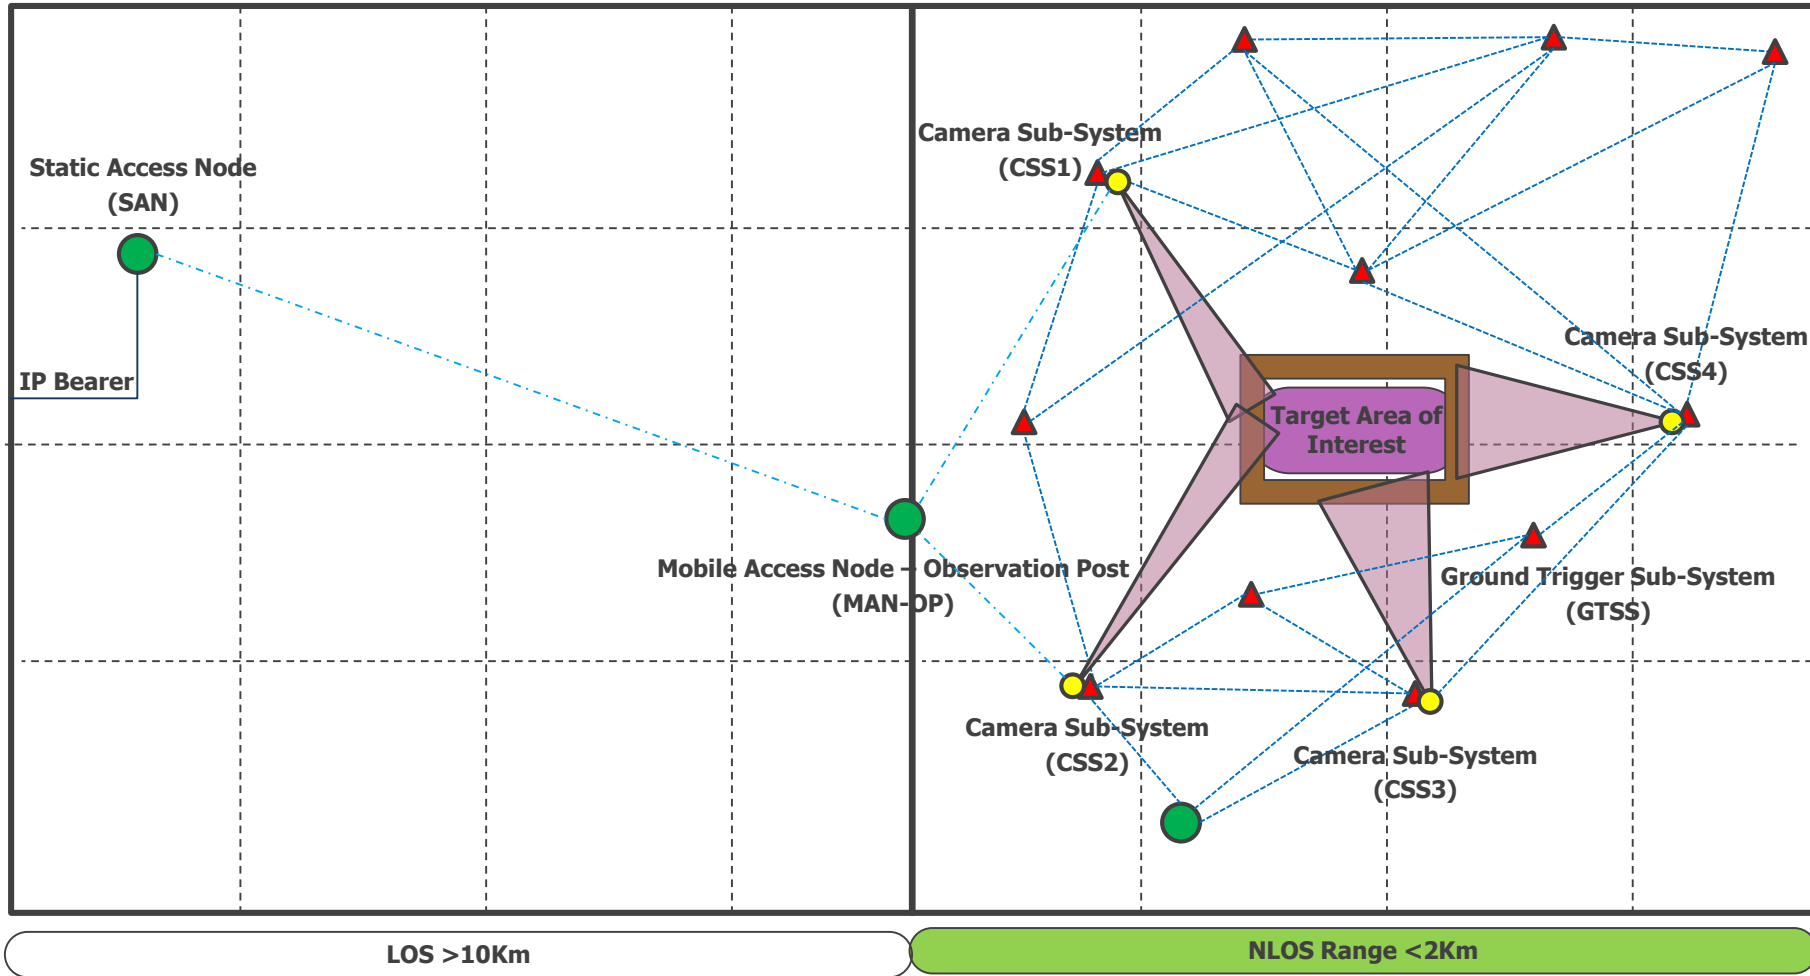 Camera Sub-System
(CSS1)
Static Access Node
(SAN)
Camera Sub-System
(CSS4)
IP Bearer
Target Area of
Interest
Mobile Access Node – Observation Post
(MAN-OP)
Ground Trigger Sub-System
(GTSS)
Camera Sub-System
(CSS2)
Camera Sub-System
(CSS3)
LOS >10Km
NLOS Range <2Km